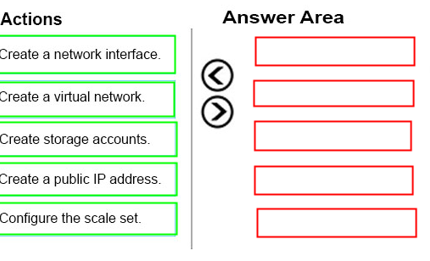 Actions
Answer Area
Create a network interface.
Create a virtual network.
Create storage accounts.
Create a public IP address.
Configure the scale set.